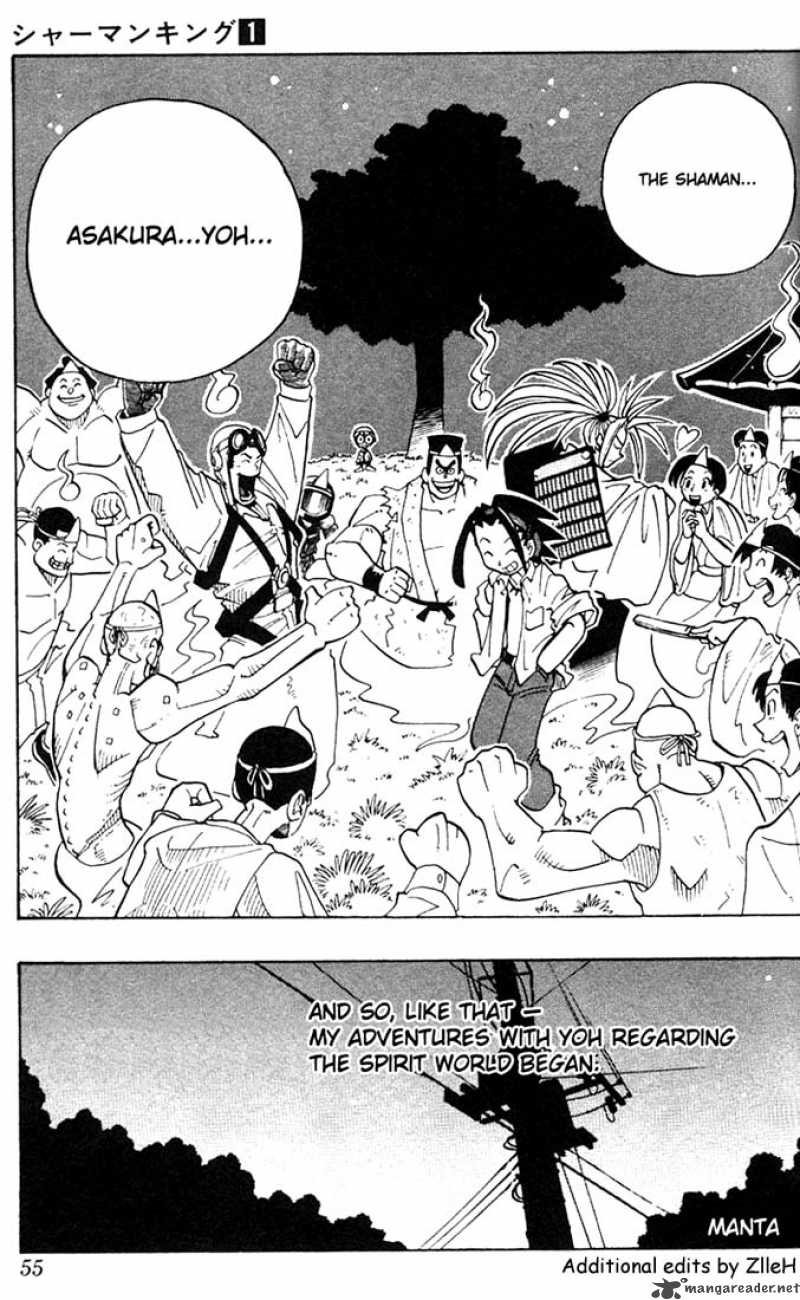 シャーマンキング1
THE SHAMAN...
ASAKURA...YOH...
AND SO, LIKE THAT –
MY ADVENTURES WITH YOH REGARDING
THE SPIRIT WORLD BEGAN.
MANTA
55
Additional edits by ZlleH
mangareader.net